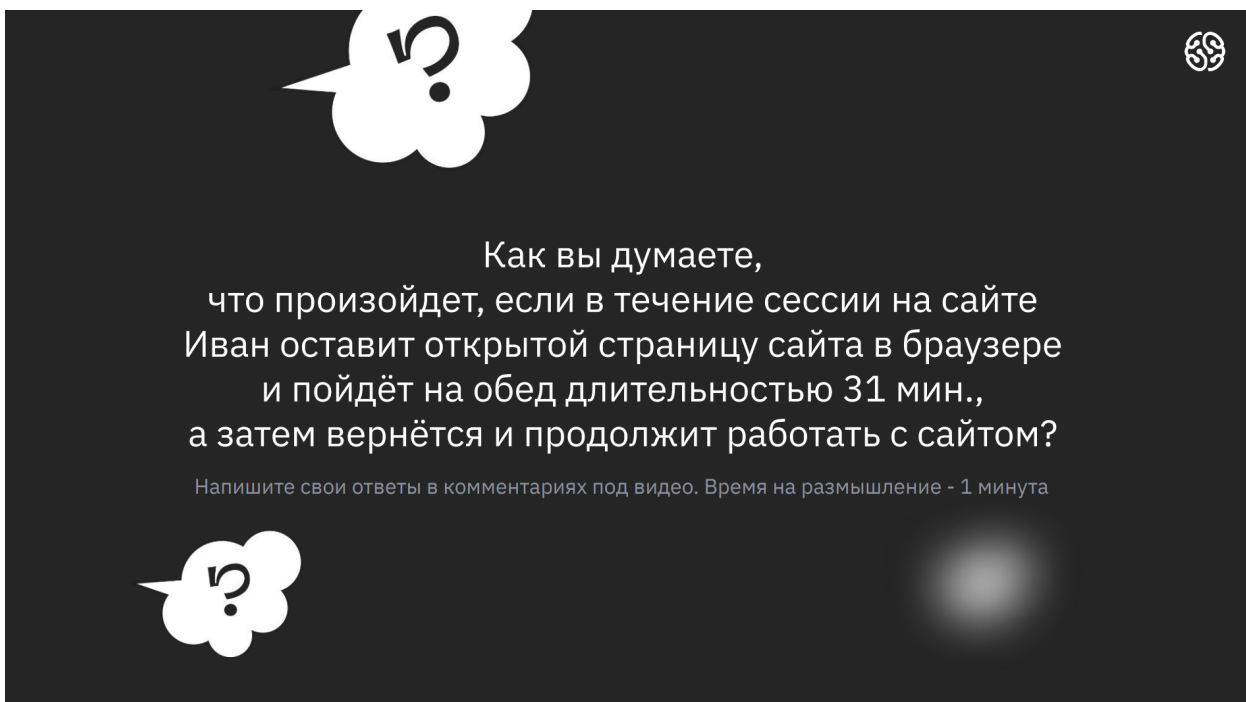 ?
Как вы думаете,
что произойдет, если в течение сессии на сайте
Иван оставит открытой страницу сайта в браузере
и пойдёт на обед длительностью 31 мин.,
а затем вернётся и продолжит работать с сайтом?
Напишите свои ответы в комментариях под видео. Время на размышление - 1 минута
?